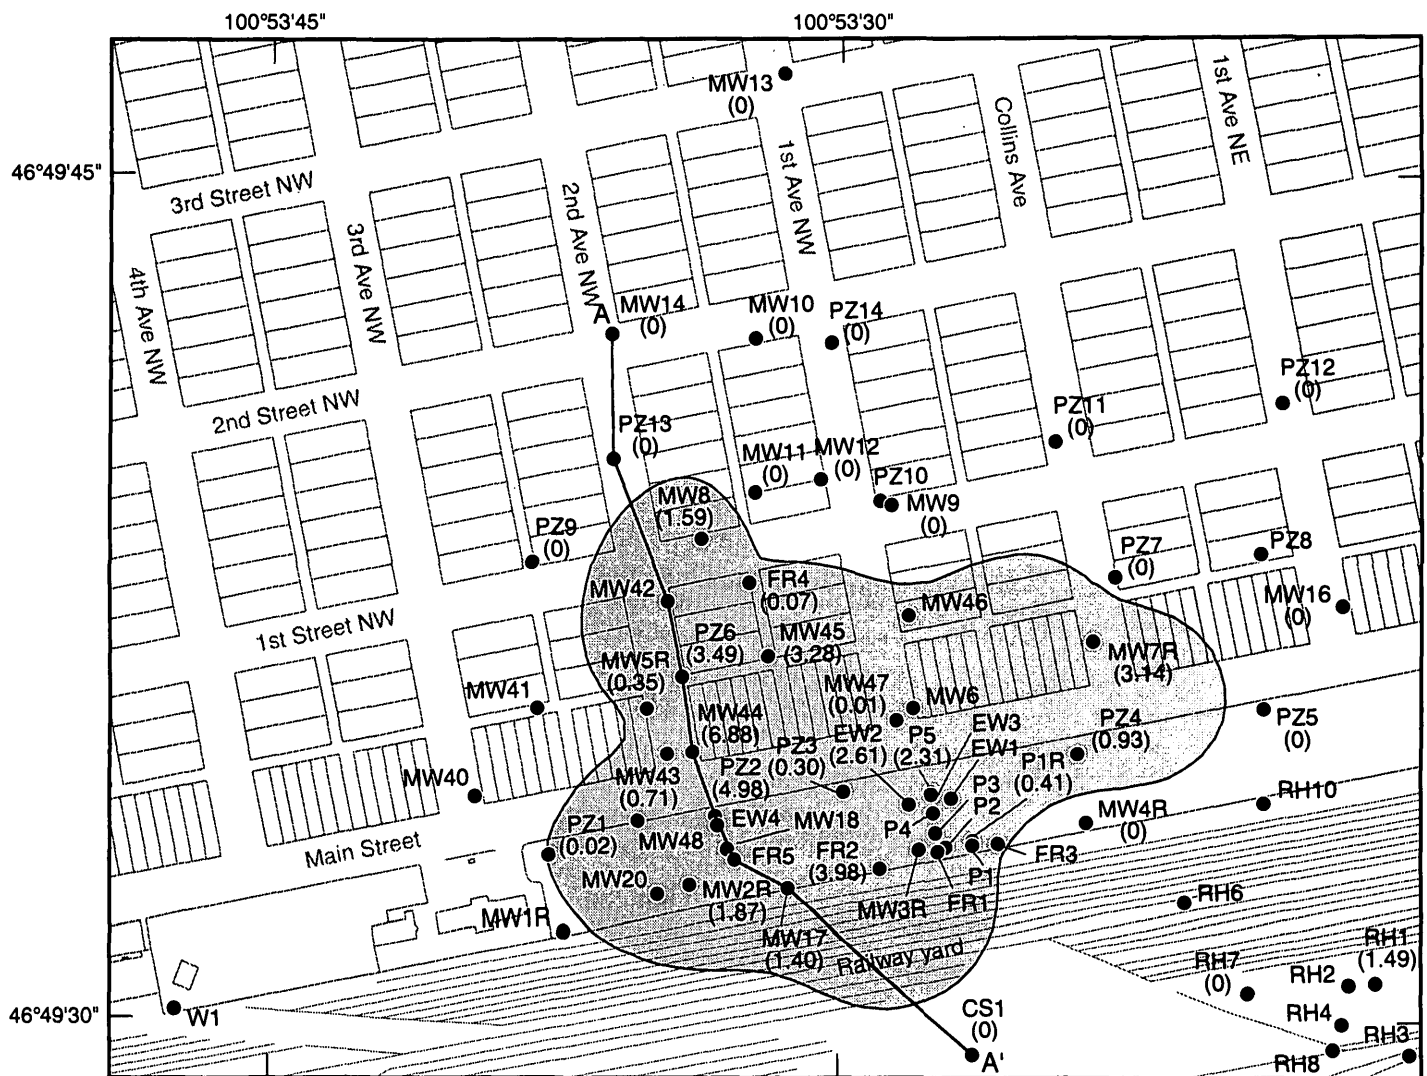 100°53'45"
100°53'30"
46°49'45"
46°49'30"
MW13
(0)
1st Ave NE
Collins Ave
1st Ave NW
3rd Street NW
2nd Ave NW
3rd Ave NW
4th Ave NW
A
MW14
(0)
MW10
(0)
PZ14
(0)
PZ12
(0)
2nd Street NW
PZ13
(0)
PZ11
(0)
MW11
(0)
MW12
(0)
PZ10
MW9
(0)
MW8
(1.59)
PZ9
(0)
PZ7
(0)
PZ8
MW42
FR4
(0.07)
MW46
MW16
(0)
1st Street NW
PZ6
(3.49)
MW45
(3.28)
MW7R
(3.14)
MW5R
(0.35)
MW41
MW47
(0.01)
MW6
MW44
(6.88)
PZ4
(0.93)
PZ5
(0)
EW3
EW2
(2.61)
P5
(2.31)
EW1
PZ3
(0.30)
P1R
(0.41)
MW40
MW43
(0.71)
PZ2
(4.98)
P3
P2
RH10
MW4R
(0)
PZ1
(0.02)
EW4
MW18
P4
Main Street
MW48
FR5
FR2
(3.98)
FR3
P1
MW20
MW2R
(1.87)
MW3R
FR1
RH6
MW1R
MW17
(1.40)
Railway yard
RH7
(0)
RH1
(1.49)
RH2
W1
CS1
(0)
RH4
RH3
A'
RH8